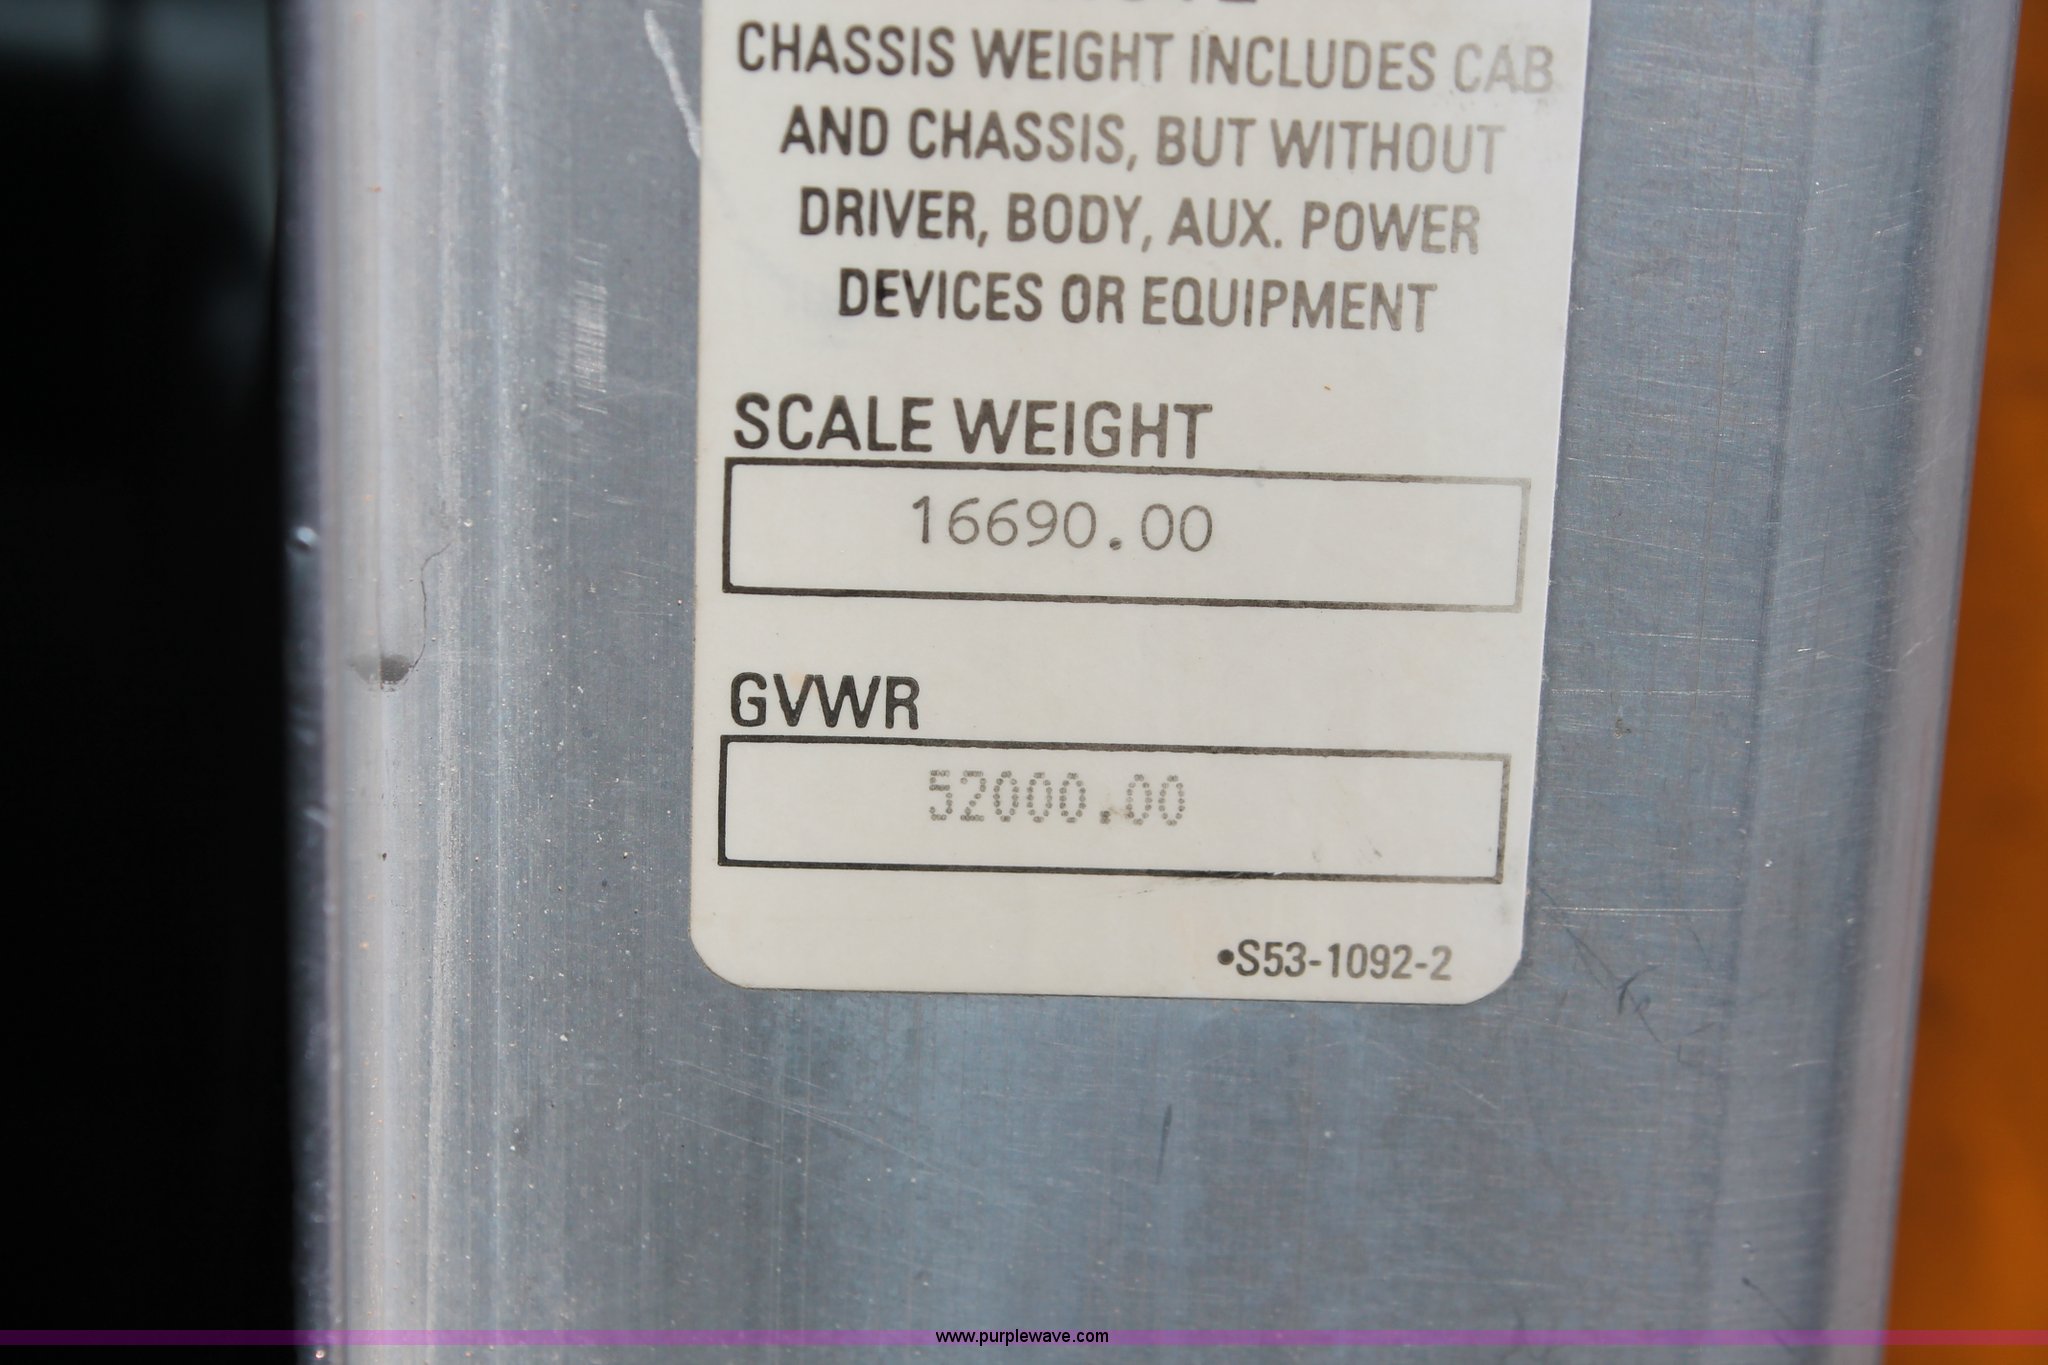 CHASSIS WEIGHT INCLUDES CAB
AND CHASSIS, BUT WITHOUT
DRIVER, BODY, AUX. POWER
DEVICES OR EQUIPMENT
SCALE WEIGHT
16690.00
GVWR
52000.00
•S53-1092-2
www.purplewave.com